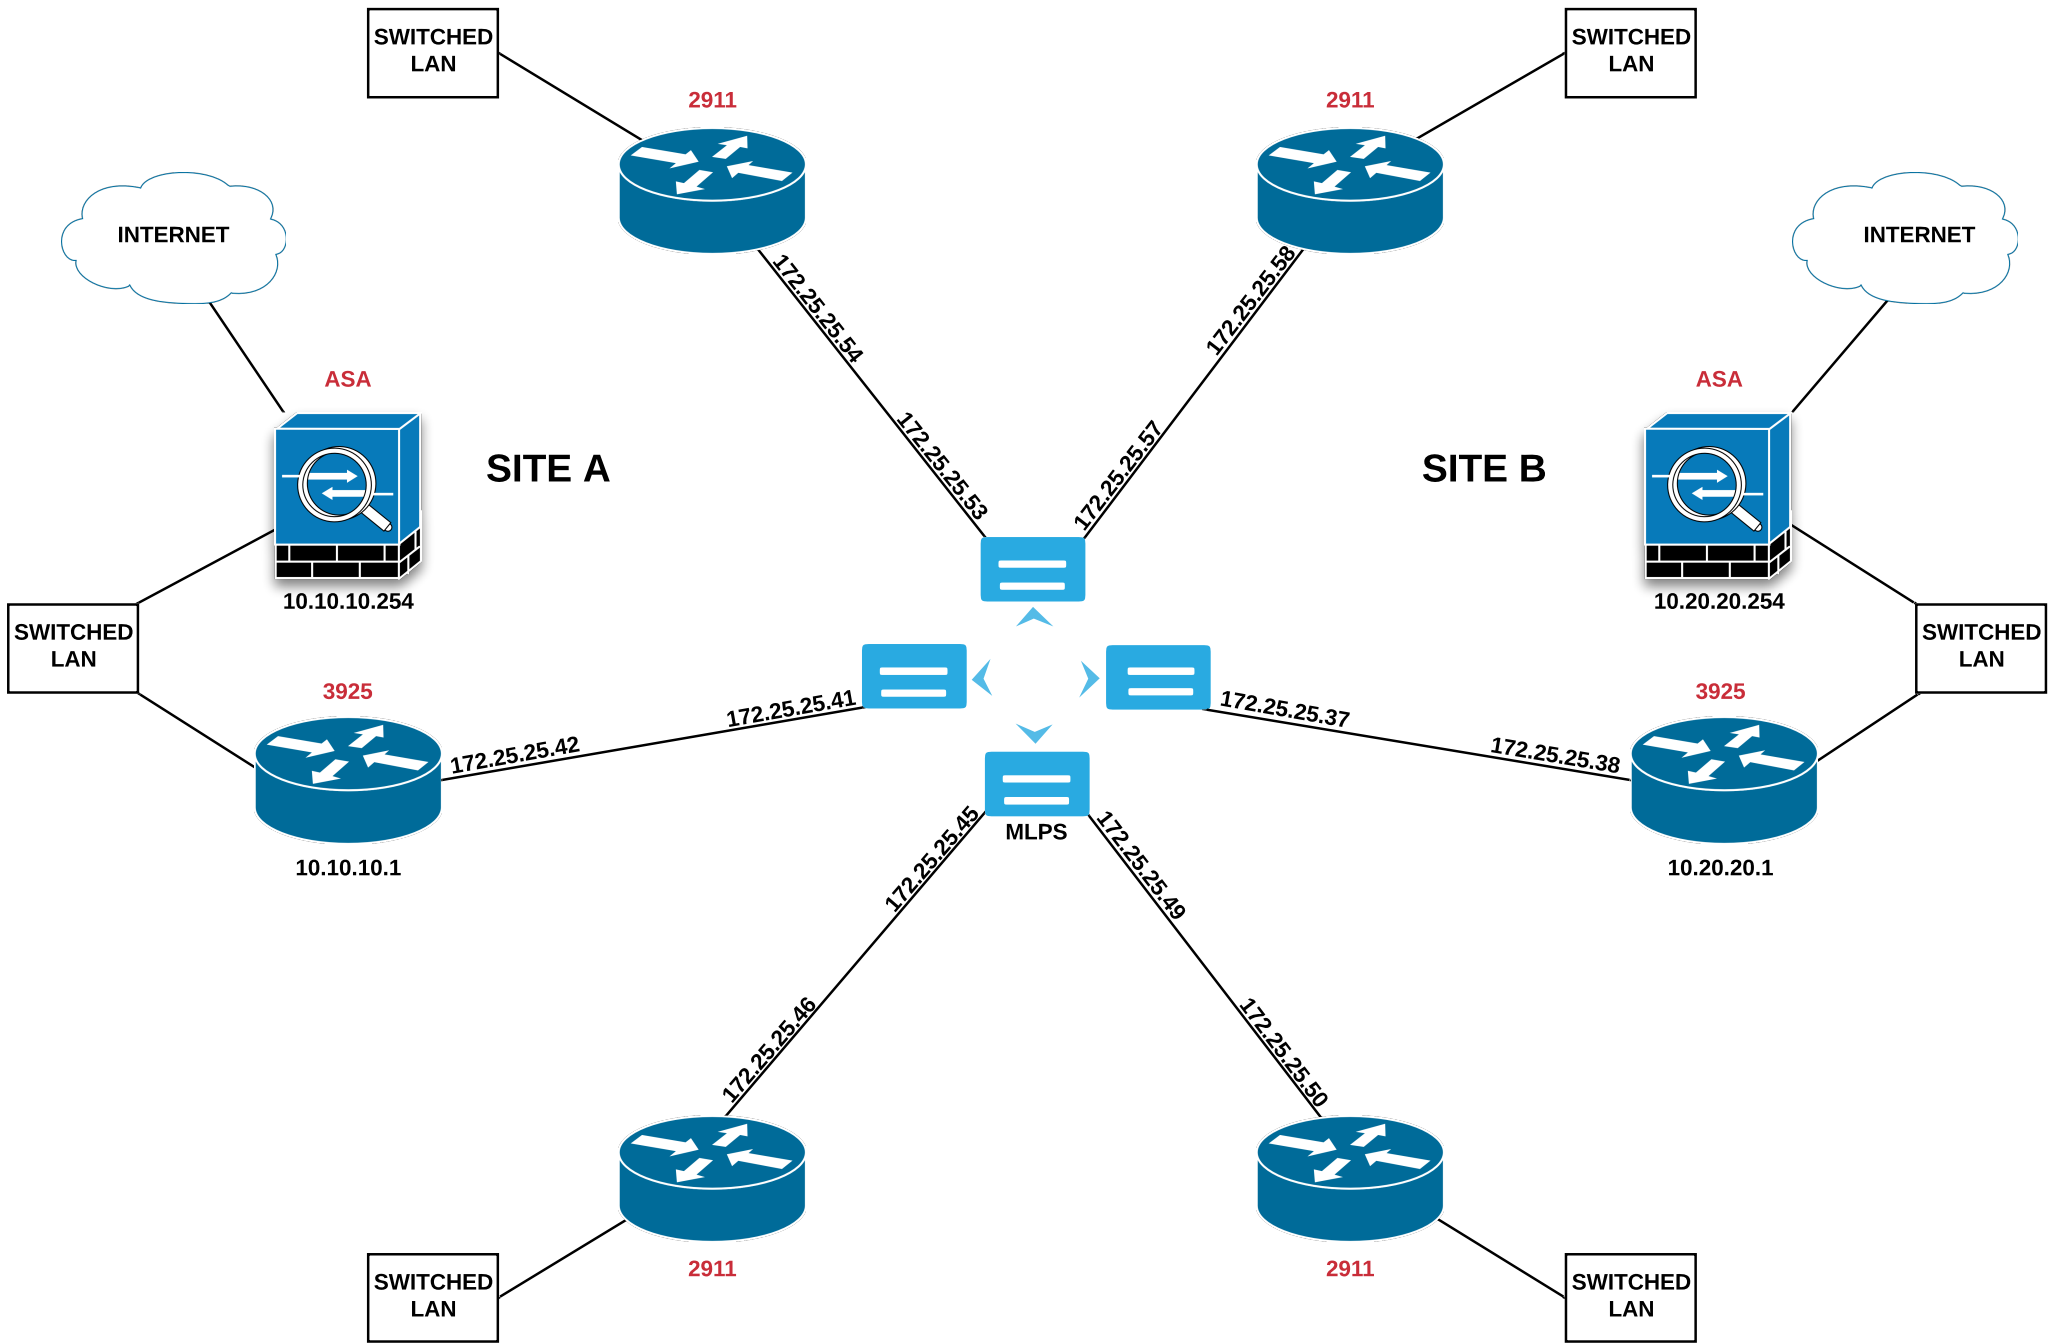 SWITCHED
LAN
SWITCHED
LAN
2911
2911
INTERNET
INTERNET
172.25.25.54
172.25.25.58
ASA
ASA
SITE A
SITE B
172.25.25.53
172.25.25.57
10.10.10.254
10.20.20.254
SWITCHED
LAN
SWITCHED
LAN
3925
3925
172.25.25.41
172.25.25.37
172.25.25.42
172.25.25.38
MLPS
10.10.10.1
10.20.20.1
172.25.25.45
172.25.25.49
172.25.25.46
172.25.25.50
2911
2911
SWITCHED
LAN
SWITCHED
LAN